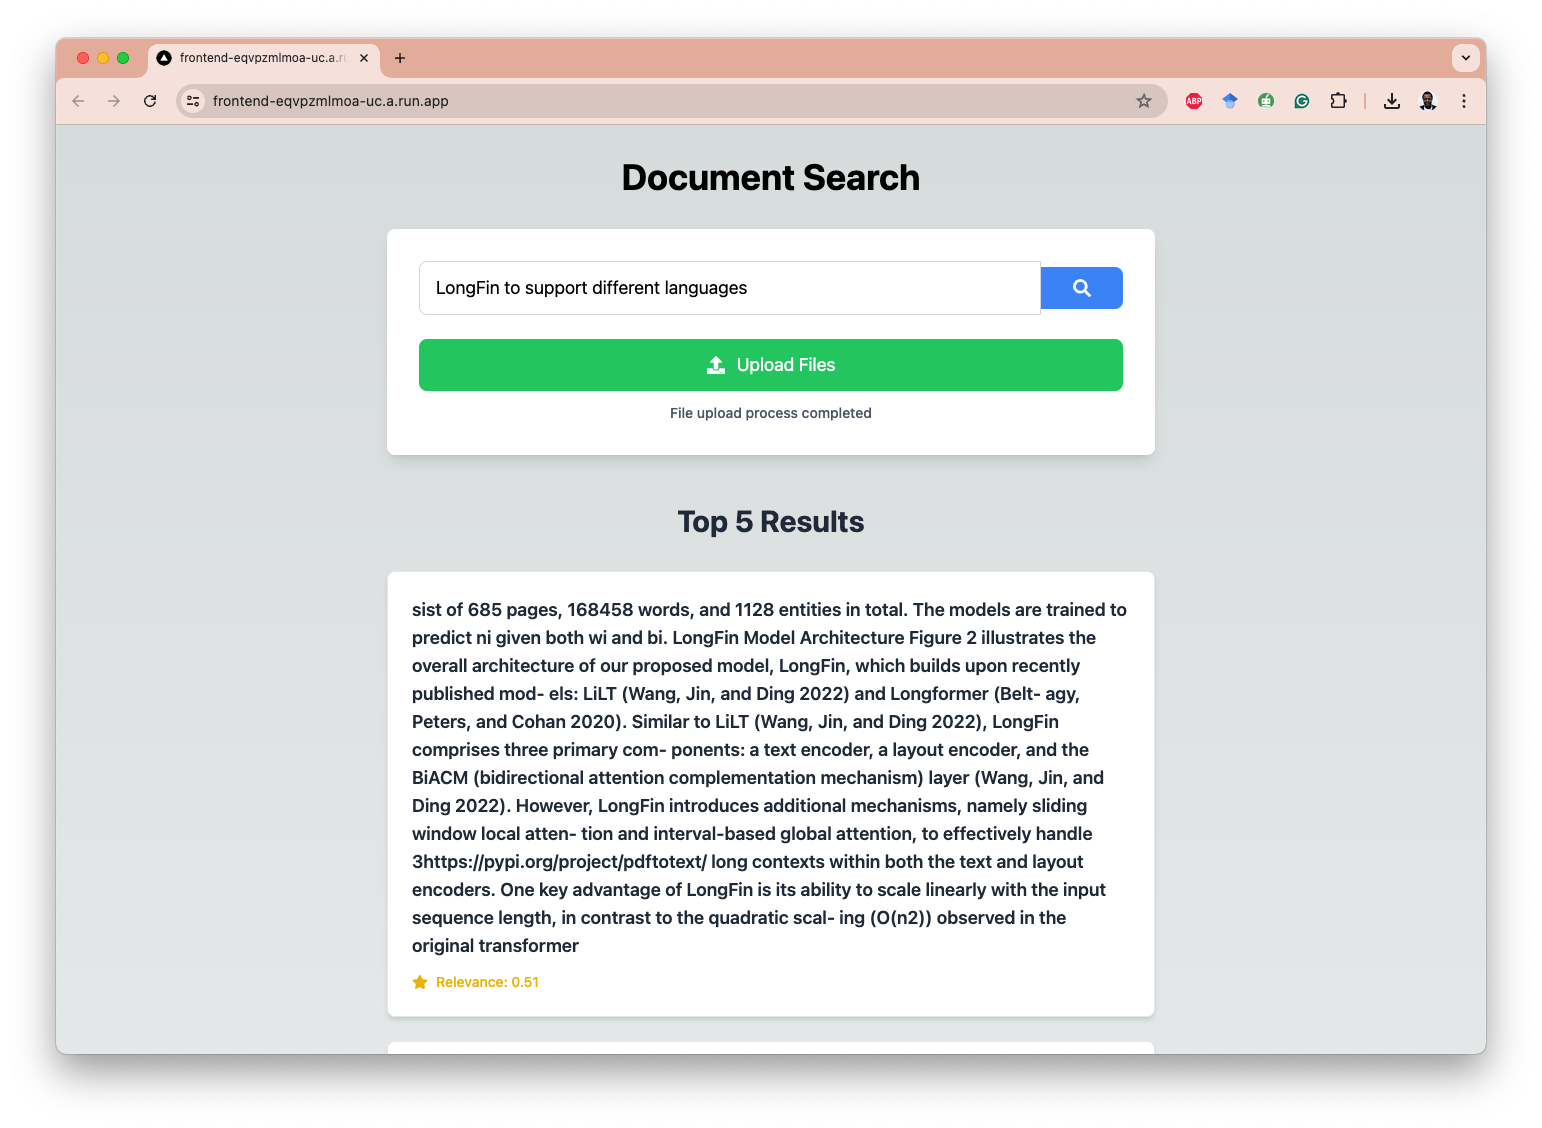 frontend-eqvpzmlmoa-uc.a.ru
frontend-eqvpzmlmoa-uc.a.run.app
ABP
Document Search
LongFin to support different languages
Upload Files
File upload process completed
Top 5 Results
sist of 685 pages, 168458 words, and 1128 entities in total. The models are trained to
predict ni given both wi and bi. LongFin Model Architecture Figure 2 illustrates the
overall architecture of our proposed model, LongFin, which builds upon recently
published mod- els: LiLT (Wang, Jin, and Ding 2022) and Longformer (Belt- agy,
Peters, and Cohan 2020). Similar to LiLT (Wang, Jin, and Ding 2022), LongFin
comprises three primary com- ponents: a text encoder, a layout encoder, and the
BiACM (bidirectional attention complementation mechanism) layer (Wang, Jin, and
Ding 2022). However, LongFin introduces additional mechanisms, namely sliding
window local atten- tion and interval-based global attention, to effectively handle
3https://pypi.org/project/pdftotext/ long contexts within both the text and layout
encoders. One key advantage of LongFin is its ability to scale linearly with the input
sequence length, in contrast to the quadratic scal- ing (O(n2)) observed in the
original transformer
Relevance: 0.51